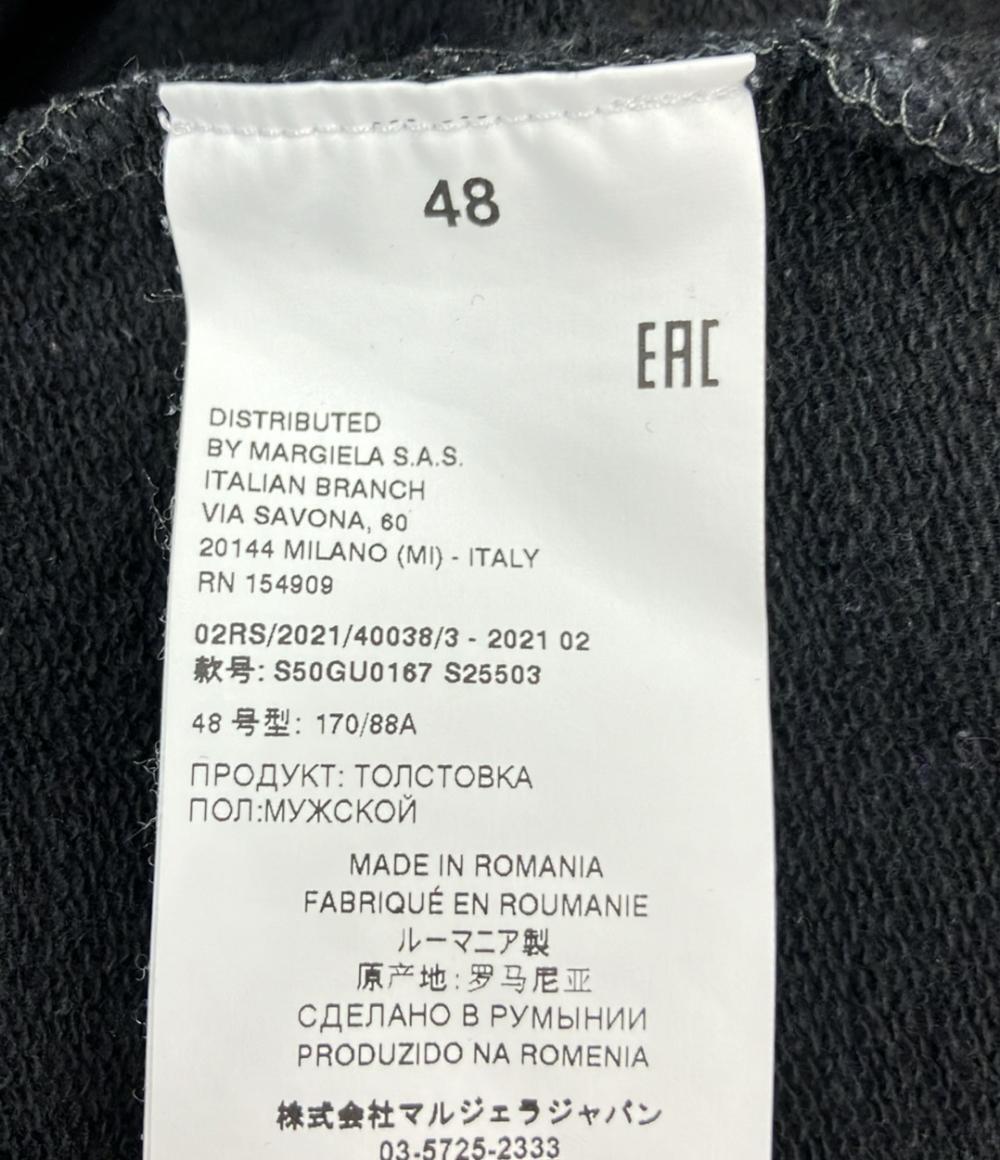 48
EAC
DISTRIBUTED
BY MARGIELA S.A.S.
ITALIAN BRANCH
VIA SAVONA, 60
20144 MILANO (MI) - ITALY
RN 154909
02RS/2021/40038/3 - 2021 02
款号: S50GU0167 S25503
48 号型: 170/88A
ПРОДУКТ: ТОЛСТОВКА
ПОЛ:МУЖСКОЙ
MADE IN ROMANIA
FABRIQUÉ EN ROUMANIE
ルーマニア製
原产地:罗马尼亚
СДЕЛАНО В РУМЫНИИ
PRODUZIDO NA ROMENIA
株式会社マルジェラジャパン
03-5725-2333